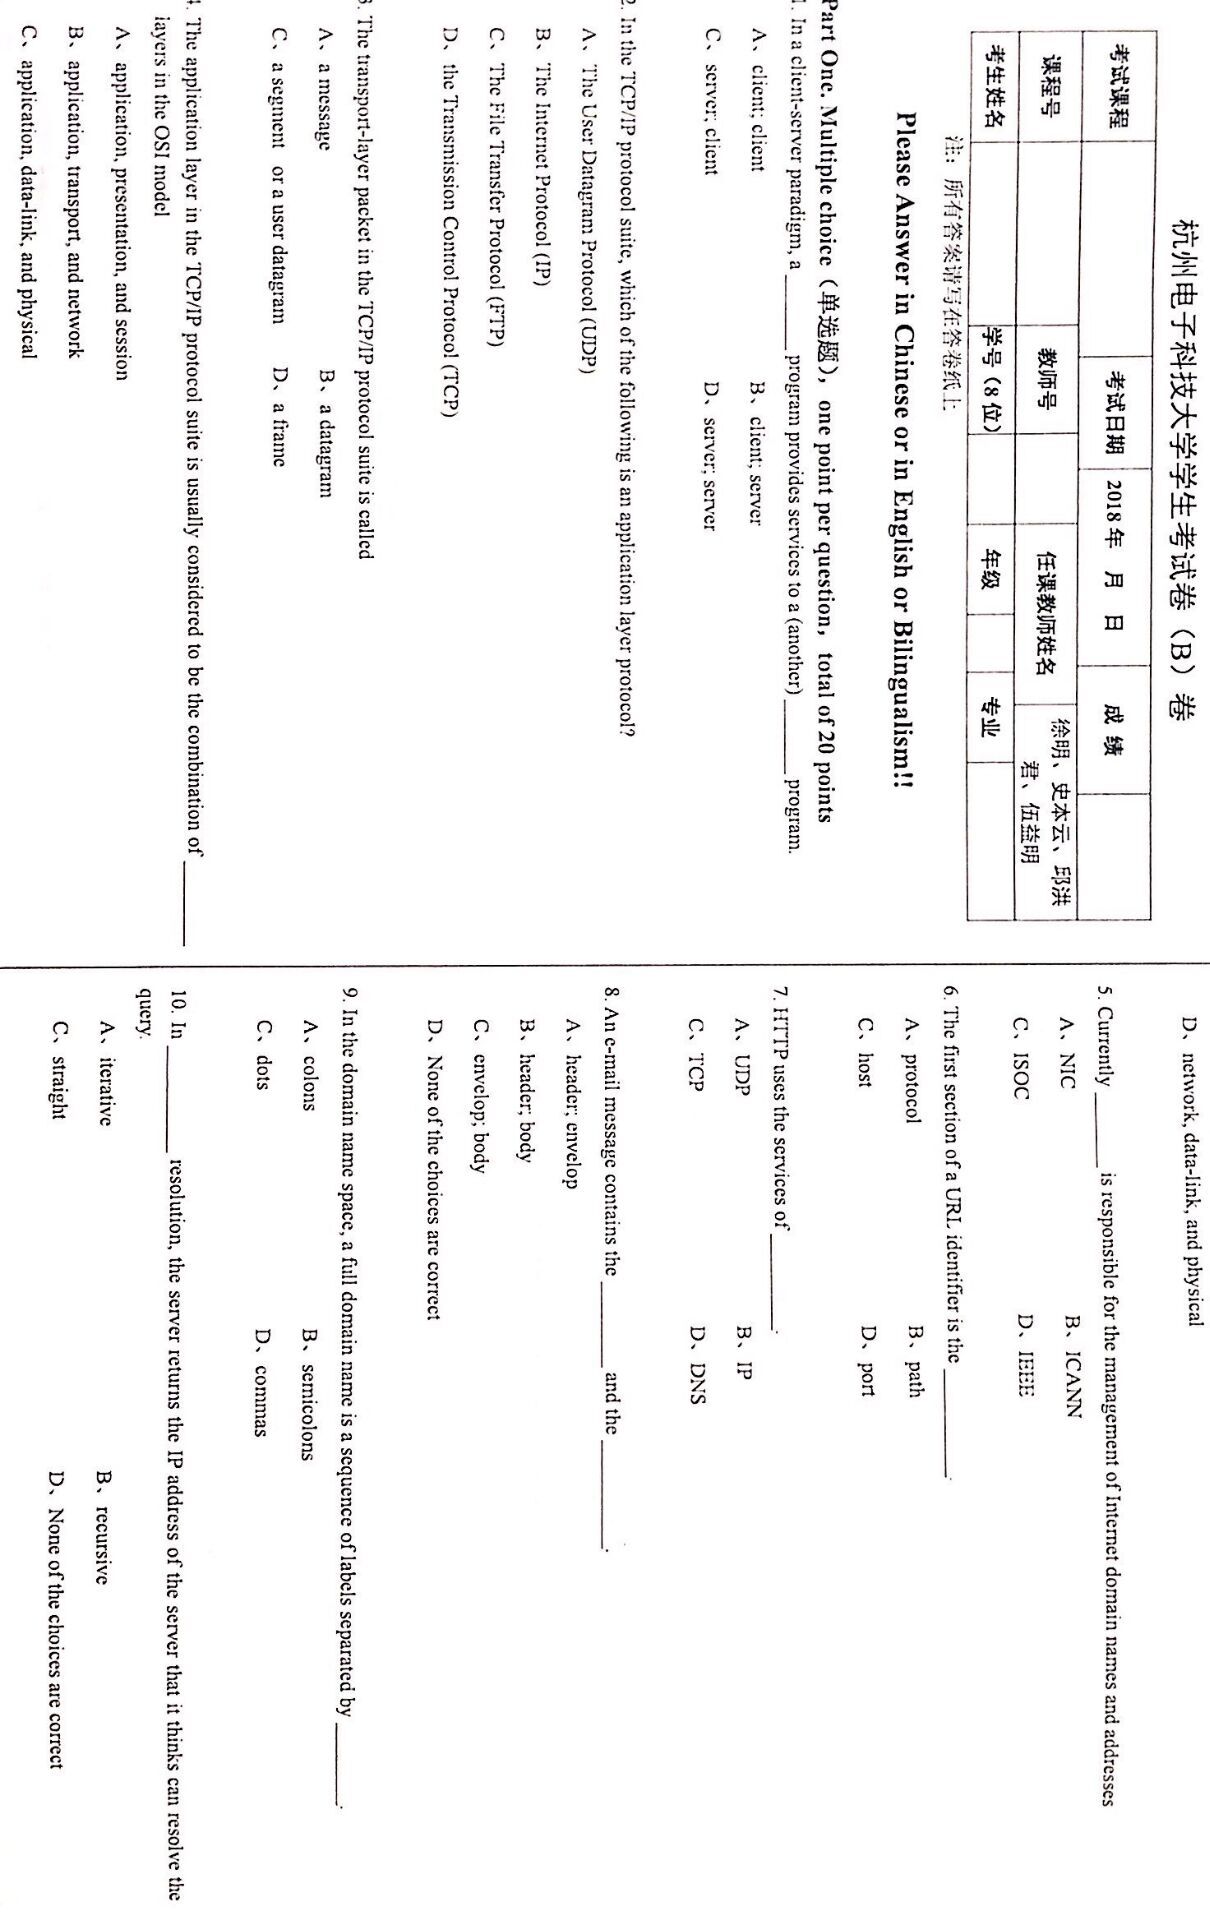 杭州电子科技大学学生考试卷（B）卷
考试课程 考试日期 2018年 月 日 成 绩
课程号 教师号 任课教师姓名 徐明、史本云、邱洪
君、伍益明
考生姓名 学号（8位） 年级 专业
注：所有答案请写在答卷纸上
Please Answer in Chinese or in English or Bilingualism!!
Part One. Multiple choice（单选题），one point per question，total of 20 points
1. In a client-server paradigm, a _______ program provides services to a (another) _______ program.
A、client; client B、client; server
C、server; client D、server; server
2. In the TCP/IP protocol suite, which of the following is an application layer protocol?
A、The User Datagram Protocol (UDP)
B、The Internet Protocol (IP)
C、The File Transfer Protocol (FTP)
D、the Transmission Control Protocol (TCP)
3. The transport-layer packet in the TCP/IP protocol suite is called
A、a message B、a datagram
C、a segment or a user datagram D、a frame
4. The application layer in the TCP/IP protocol suite is usually considered to be the combination of ________
layers in the OSI model
A、application, presentation, and session
B、application, transport, and network
C、application, data-link, and physical
D、network, data-link, and physical
5. Currently _______ is responsible for the management of Internet domain names and addresses
A、NIC B、ICANN
C、ISOC D、IEEE
6. The first section of a URL identifier is the __________.
A、protocol B、path
C、host D、port
7. HTTP uses the services of _________.
A、UDP B、IP
C、TCP D、DNS
8. An e-mail message contains the ________ and the __________.
A、header; envelop
B、header; body
C、envelop; body
D、None of the choices are correct
9. In the domain name space, a full domain name is a sequence of labels separated by ________.
A、colons B、semicolons
C、dots D、commas
10. In __________ resolution, the server returns the IP address of the server that it thinks can resolve the
query.
A、iterative B、recursive
C、straight D、None of the choices are correct